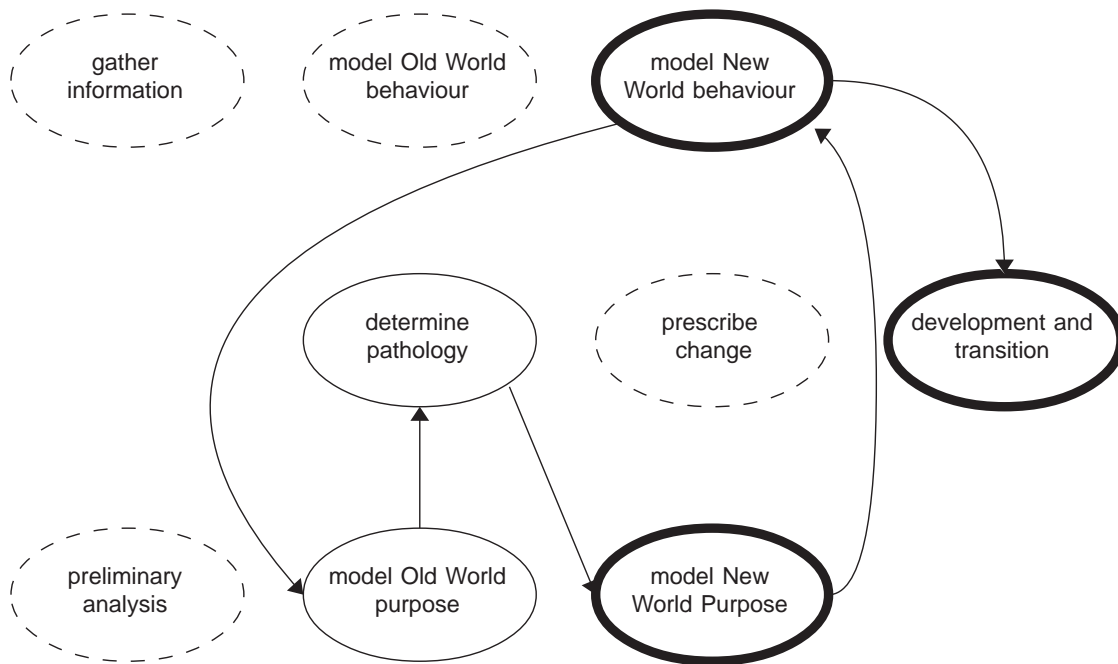 gather
information
model Old World
behaviour
model New
World behaviour
determine
pathology
prescribe
change
development and
transition
preliminary
analysis
model Old World
purpose
model New
World Purpose